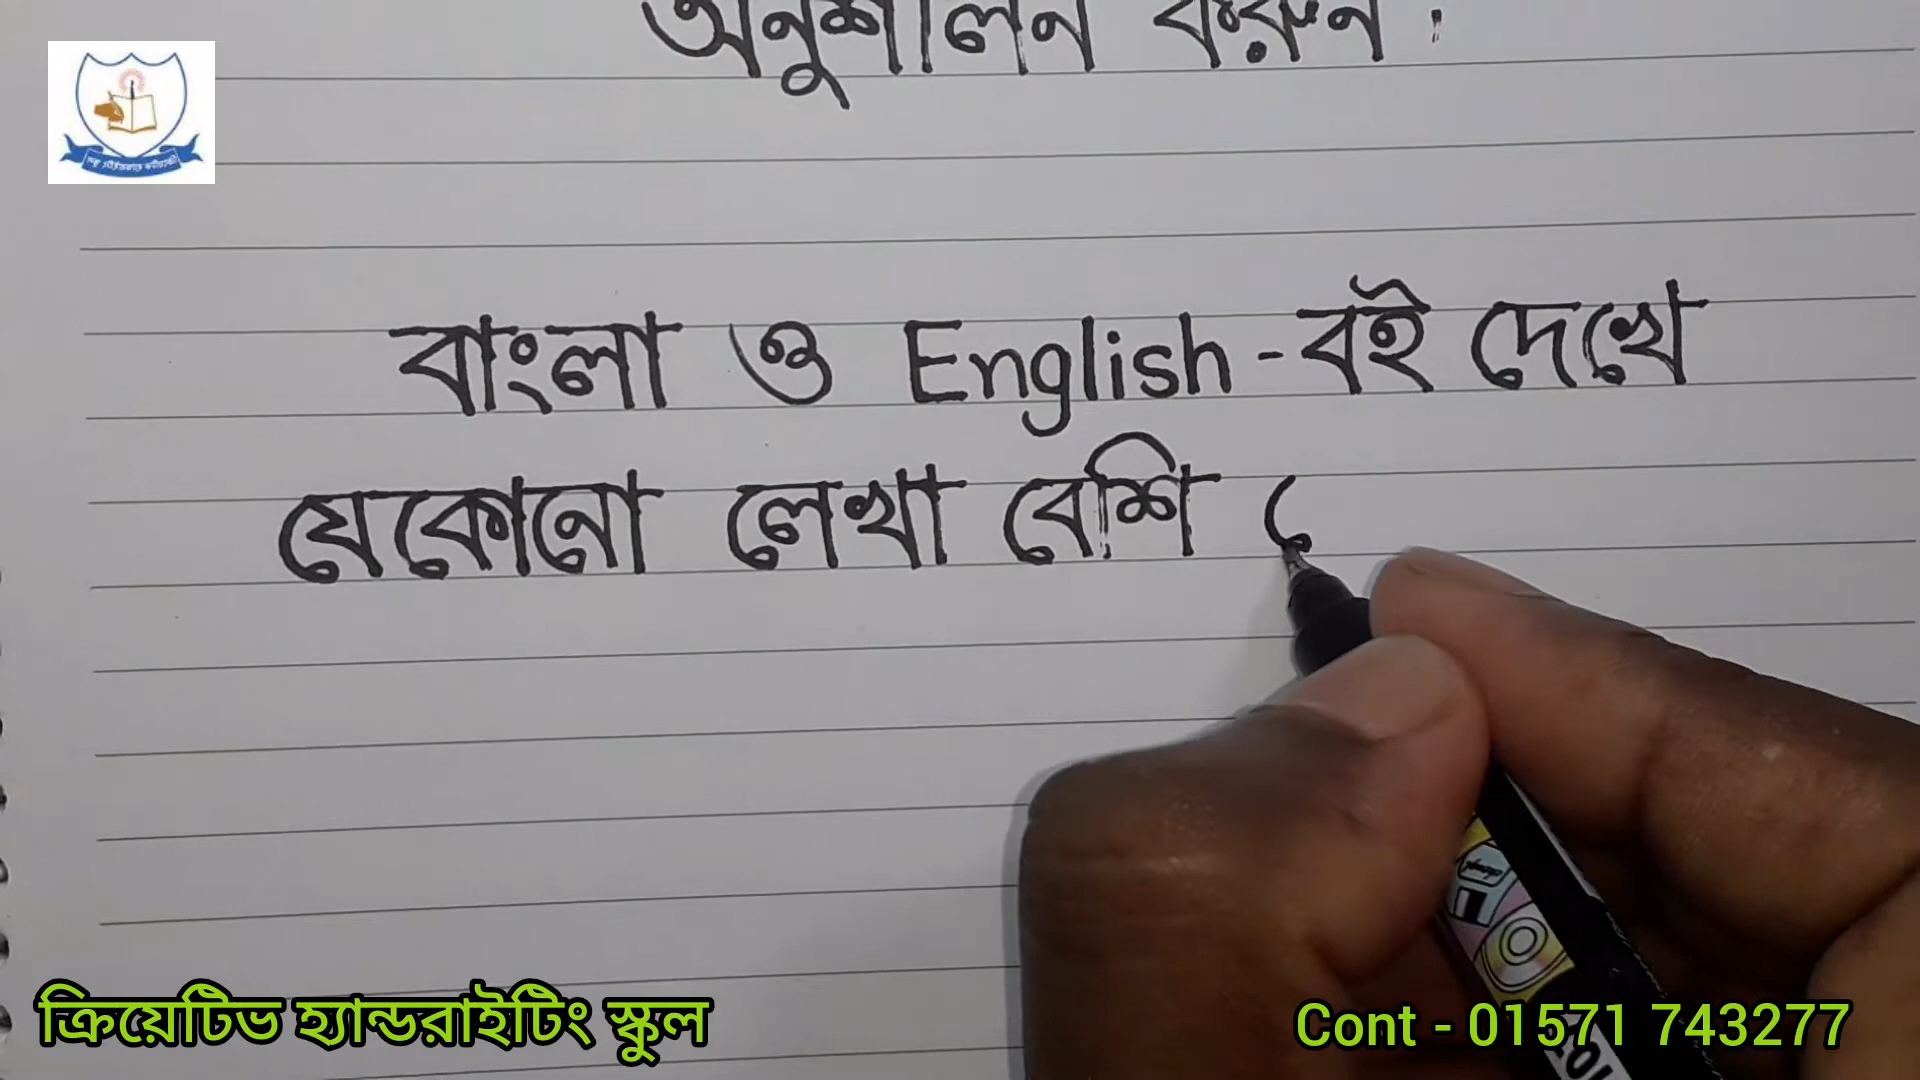 অনুশীলন করুন।
বাংলা ও English-বই দেখে
যেকোনো লেখা বেশি ে
ক্রিয়েটিভ হ্যান্ডরাইটিং স্কুল
Cont - 01571 743277